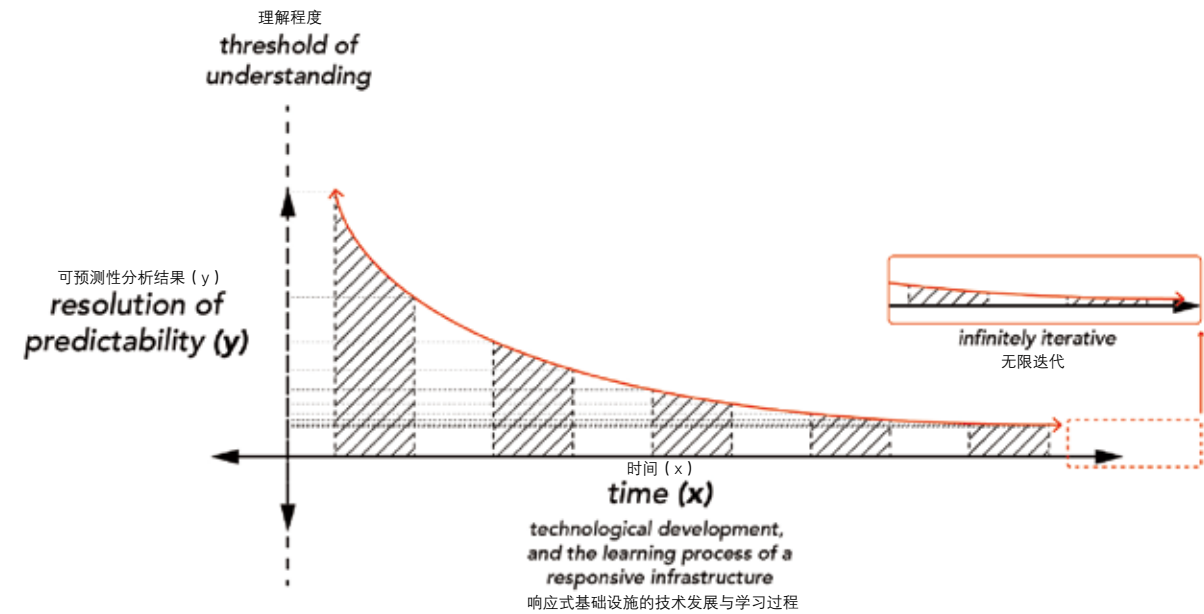 理解程度
threshold of
understanding
可预测性分析结果（y）
resolution of
predictability (y)
infinitely iterative
无限迭代
时间（x）
time (x)
technological development,
and the learning process of a
responsive infrastructure
响应式基础设施的技术发展与学习过程